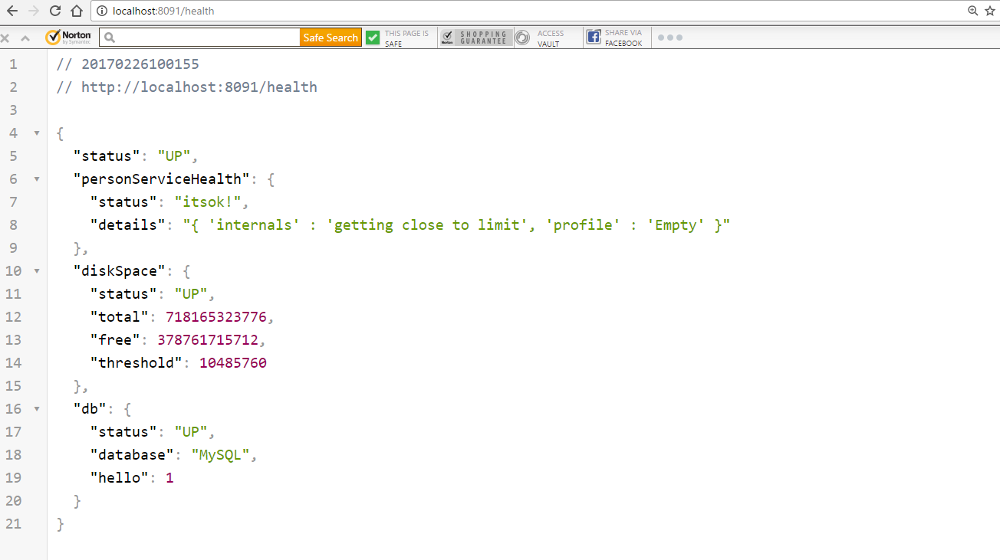 localhost:8091/health
Norton by Symantec Safe Search THIS PAGE IS SAFE Norton SHOPPING GUARANTEE ACCESS VAULT SHARE VIA FACEBOOK
1 // 20170226100155
2 // http://localhost:8091/health
3
4 {
5 "status": "UP",
6 "personServiceHealth": {
7 "status": "itsok!",
8 "details": "{ 'internals' : 'getting close to limit', 'profile' : 'Empty' }"
9 },
10 "diskSpace": {
11 "status": "UP",
12 "total": 718165323776,
13 "free": 378761715712,
14 "threshold": 10485760
15 },
16 "db": {
17 "status": "UP",
18 "database": "MySQL",
19 "hello": 1
20 }
21 }